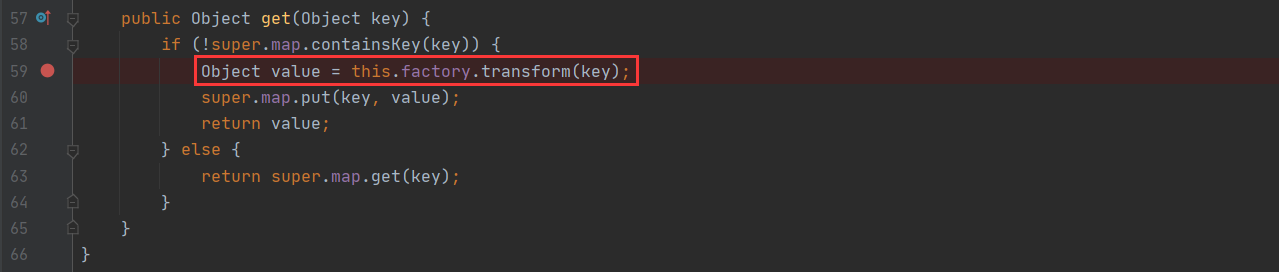 57 public Object get(Object key) {
58 if (!super.map.containsKey(key)) {
59 Object value = this.factory.transform(key);
60 super.map.put(key, value);
61 return value;
62 } else {
63 return super.map.get(key);
64 }
65 }
66 }